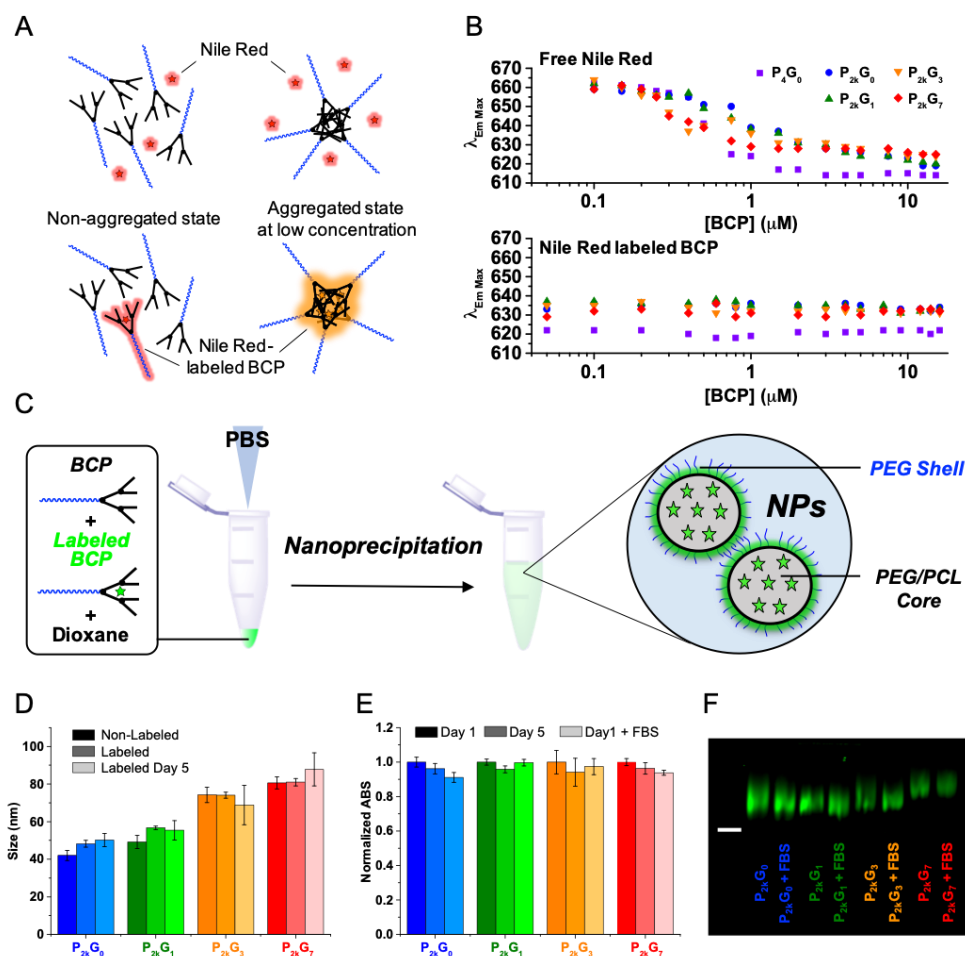 A
Nile Red
Non-aggregated state
Aggregated state
at low concentration
Nile Red-
labeled BCP
B
Free Nile Red
P₄G₀
P₂ₖG₀
P₂ₖG₃
P₂ₖG₁
P₂ₖG₇
λEm Max
670
660
650
640
630
620
610
0.1
1
10
[BCP] (μM)
Nile Red labeled BCP
λEm Max
670
660
650
640
630
620
610
0.1
1
10
[BCP] (μM)
C
BCP
+
Labeled
BCP
+
Dioxane
PBS
Nanoprecipitation
NPs
PEG Shell
PEG/PCL
Core
D
Non-Labeled
Labeled
Labeled Day 5
Size (nm)
100
80
60
40
20
0
P₂ₖG₀
P₂ₖG₁
P₂ₖG₃
P₂ₖG₇
E
Day 1
Day 5
Day1 + FBS
Normalized ABS
1.2
1.0
0.8
0.6
0.4
0.2
0.0
P₂ₖG₀
P₂ₖG₁
P₂ₖG₃
P₂ₖG₇
F
P₂ₖG₀
P₂ₖG₀ + FBS
P₂ₖG₁
P₂ₖG₁ + FBS
P₂ₖG₃
P₂ₖG₃ + FBS
P₂ₖG₇
P₂ₖG₇ + FBS